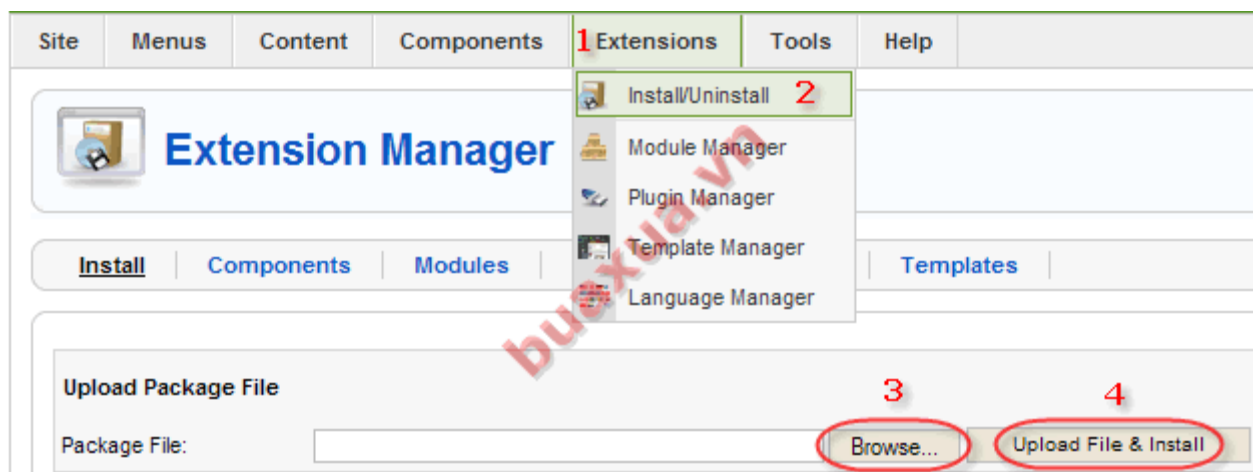 Site Menus Content Components 1 Extensions Tools Help
Install/Uninstall 2
Extension Manager
Module Manager
Plugin Manager
Template Manager
Language Manager
Install Components Modules Templates
buaxua.vn
Upload Package File
3 4
Package File: Browse... Upload File & Install